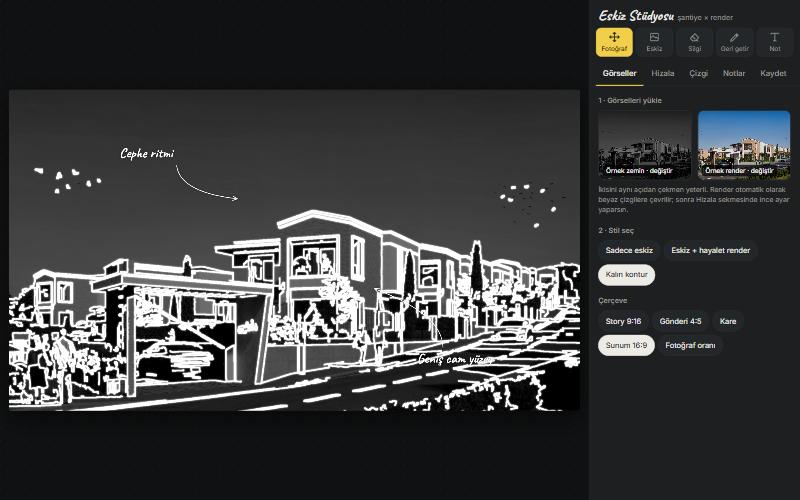 Eskiz Stüdyosu şantiye × render
Fotoğraf
Eskiz
Silgi
Geri getir
Not
Görseller
Hizala
Çizgi
Notlar
Kaydet
1 · Görselleri yükle
Örnek zemin · değiştir
Örnek render · değiştir
İkisini aynı açıdan çekmen yeterli. Render otomatik olarak
beyaz çizgilere çevrilir; sonra Hizala sekmesinde ince ayar
yaparsın.
2 · Stil seç
Sadece eskiz
Eskiz + hayalet render
Kalın kontur
Çerçeve
Story 9:16
Gönderi 4:5
Kare
Sunum 16:9
Fotoğraf oranı
Cephe ritmi
Geniş cam yüzey